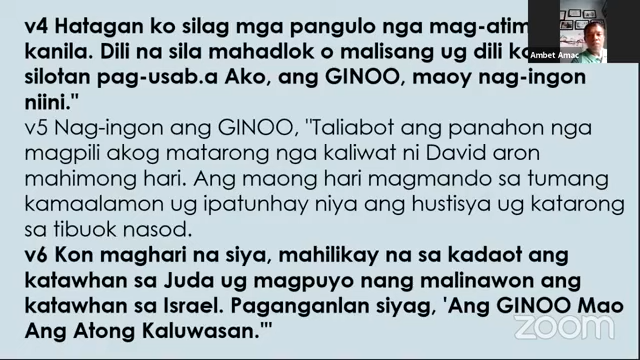 v4 Hatagan ko silag mga pangulo nga mag-atim
kanila. Dili na sila mahadlok o malisang ug dili
silotan pag-usab.a Ako, ang GINOO, maoy nag-ingon
niini."
v5 Nag-ingon ang GINOO, "Taliabot ang panahon nga
magpili akog matarong nga kaliwat ni David aron
mahimong hari. Ang maong hari magmando sa tumang
kamaalamon ug ipatunhay niya ang hustisya ug katarong
sa tibuok nasod.
v6 Kon maghari na siya, mahilikay na sa kadaot ang
katawhan sa Juda ug magpuyo nang malinawon ang
katawhan sa Israel. Paganganlan siyag, 'Ang GINOO Mao
Ang Atong Kaluwasan.'"
Ambet Amac
zoom